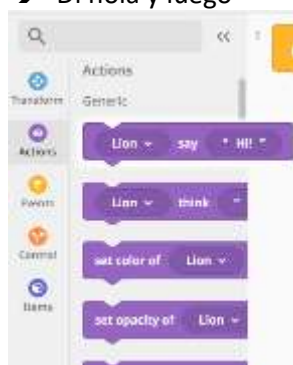 Di hola y luego
Actions
Generic
Transform
Actions
Events
Control
Items
Lion say " HI! "
Lion think "
set color of Lion
set opacity of Lion